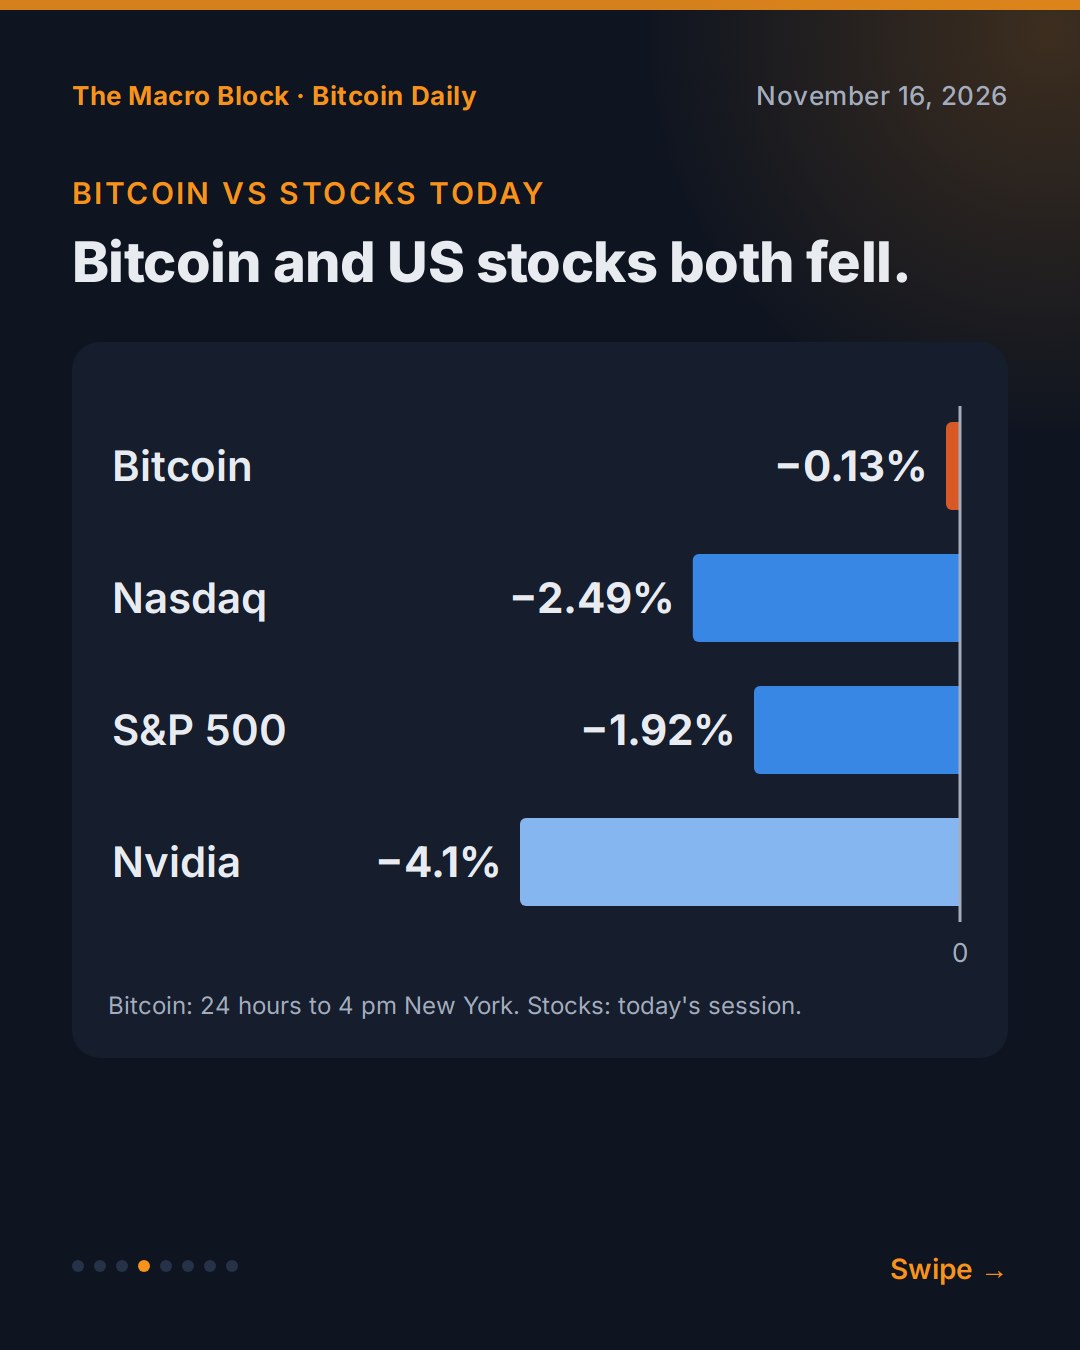 The Macro Block · Bitcoin Daily
November 16, 2026
BITCOIN VS STOCKS TODAY
Bitcoin and US stocks both fell.
Bitcoin −0.13%
Nasdaq −2.49%
S&P 500 −1.92%
Nvidia −4.1%
0
Bitcoin: 24 hours to 4 pm New York. Stocks: today's session.
Swipe →